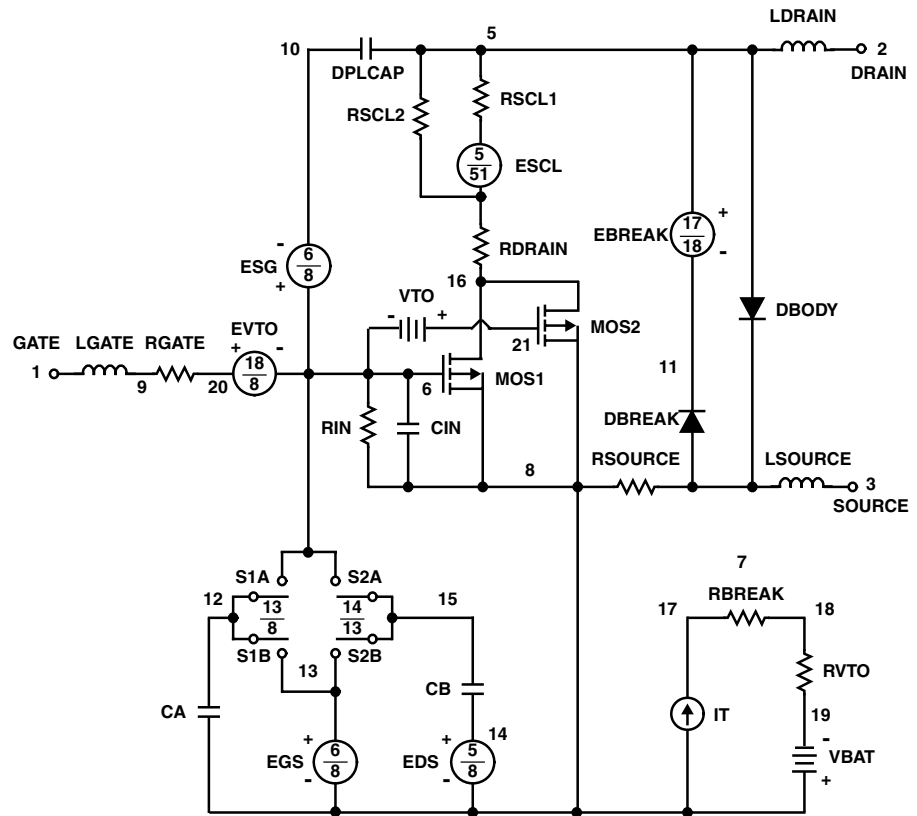 LDRAIN
5
10
2
DPLCAP
DRAIN
RSCL1
RSCL2
5
51
ESCL
+
17
18
EBREAK
-
-
6
8
ESG
+
RDRAIN
16
VTO
- +
DBODY
MOS2
EVTO
GATE LGATE RGATE
+ -
18
8
21
11
1
9
20
6
MOS1
DBREAK
RIN
CIN
8
RSOURCE
LSOURCE
3
SOURCE
7
S1A S2A
12
13
8
14
13
15
RBREAK
17
18
S1B S2B
13
RVTO
CB
CA
IT
19
14
+
6
8
EGS
-
+
5
8
EDS
-
-
VBAT
+